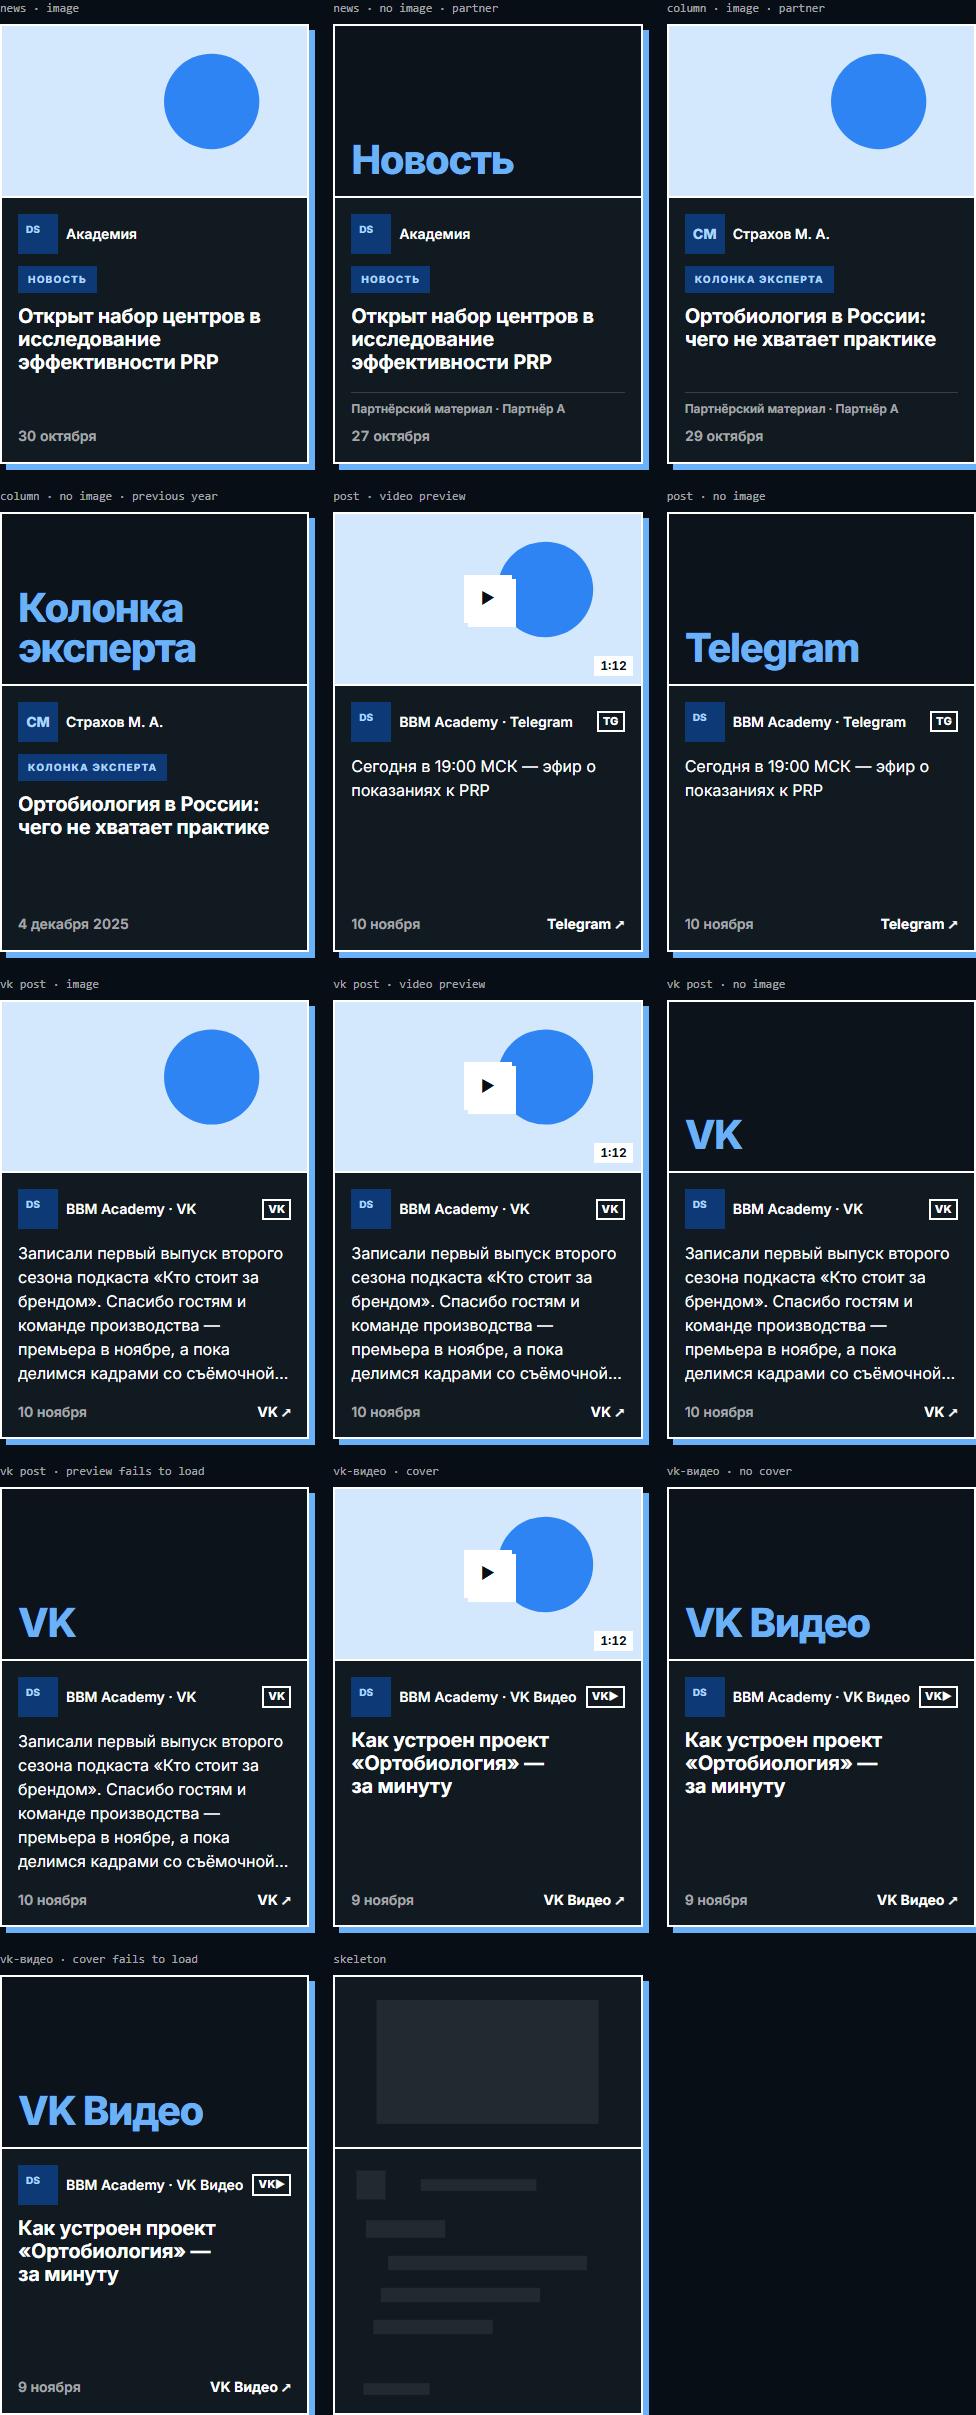 news · image
news · no image · partner
column · image · partner
Новость
DS
Академия
НОВОСТЬ
Открыт набор центров в
исследование
эффективности PRP
30 октября
DS
Академия
НОВОСТЬ
Открыт набор центров в
исследование
эффективности PRP
Партнёрский материал · Партнёр А
27 октября
СМ
Страхов М. А.
КОЛОНКА ЭКСПЕРТА
Ортобиология в России:
чего не хватает практике
Партнёрский материал · Партнёр А
29 октября
column · no image · previous year
post · video preview
post · no image
Колонка
эксперта
СМ
Страхов М. А.
КОЛОНКА ЭКСПЕРТА
Ортобиология в России:
чего не хватает практике
4 декабря 2025
1:12
DS
BBM Academy · Telegram
TG
Сегодня в 19:00 МСК — эфир о
показаниях к PRP
10 ноября
Telegram ↗
Telegram
DS
BBM Academy · Telegram
TG
Сегодня в 19:00 МСК — эфир о
показаниях к PRP
10 ноября
Telegram ↗
vk post · image
vk post · video preview
vk post · no image
DS
BBM Academy · VK
VK
Записали первый выпуск второго
сезона подкаста «Кто стоит за
брендом». Спасибо гостям и
команде производства —
премьера в ноябре, а пока
делимся кадрами со съёмочной...
10 ноября
VK ↗
1:12
DS
BBM Academy · VK
VK
Записали первый выпуск второго
сезона подкаста «Кто стоит за
брендом». Спасибо гостям и
команде производства —
премьера в ноябре, а пока
делимся кадрами со съёмочной...
10 ноября
VK ↗
VK
DS
BBM Academy · VK
VK
Записали первый выпуск второго
сезона подкаста «Кто стоит за
брендом». Спасибо гостям и
команде производства —
премьера в ноябре, а пока
делимся кадрами со съёмочной...
10 ноября
VK ↗
vk post · preview fails to load
vk-видео · cover
vk-видео · no cover
VK
DS
BBM Academy · VK
VK
Записали первый выпуск второго
сезона подкаста «Кто стоит за
брендом». Спасибо гостям и
команде производства —
премьера в ноябре, а пока
делимся кадрами со съёмочной...
10 ноября
VK ↗
1:12
DS
BBM Academy · VK Видео
VK▶
Как устроен проект
«Ортобиология» —
за минуту
9 ноября
VK Видео ↗
VK Видео
DS
BBM Academy · VK Видео
VK▶
Как устроен проект
«Ортобиология» —
за минуту
9 ноября
VK Видео ↗
vk-видео · cover fails to load
skeleton
VK Видео
DS
BBM Academy · VK Видео
VK▶
Как устроен проект
«Ортобиология» —
за минуту
9 ноября
VK Видео ↗